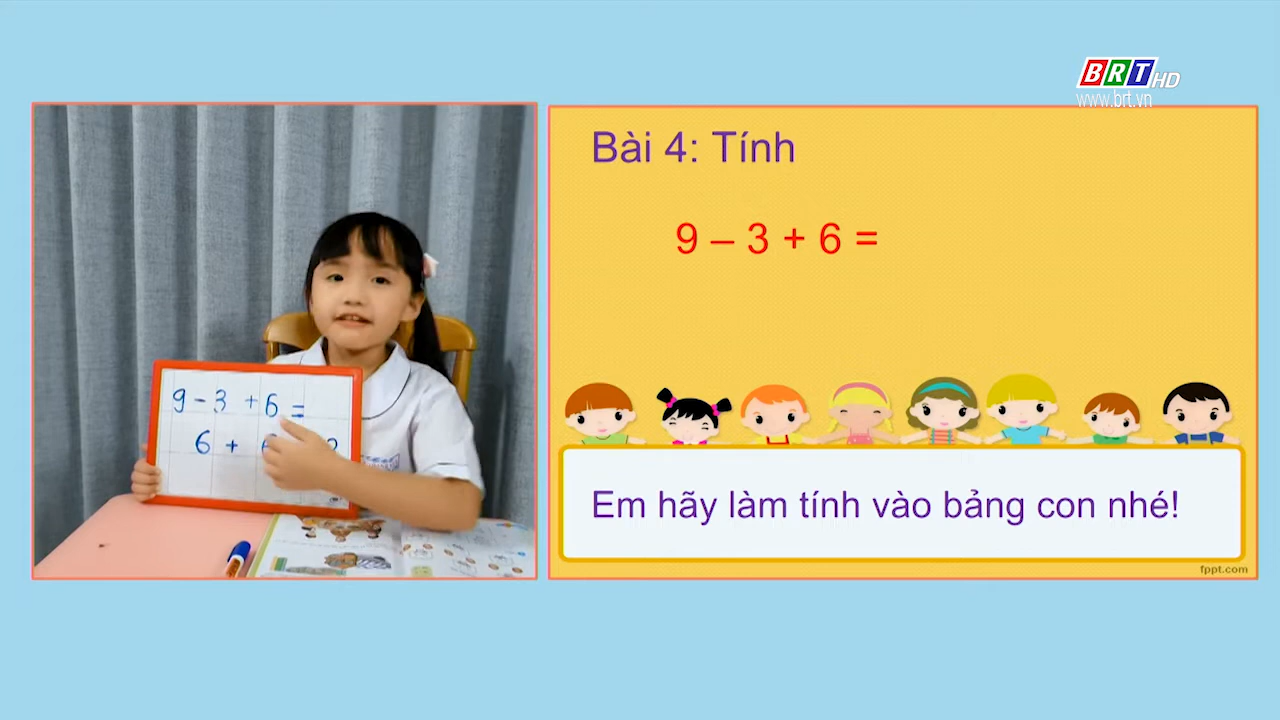 BRT HD
www.brt.vn
Bài 4: Tính
9 – 3 + 6 =
9 - 3 + 6 =
6 +
Em hãy làm tính vào bảng con nhé!
fppt.com